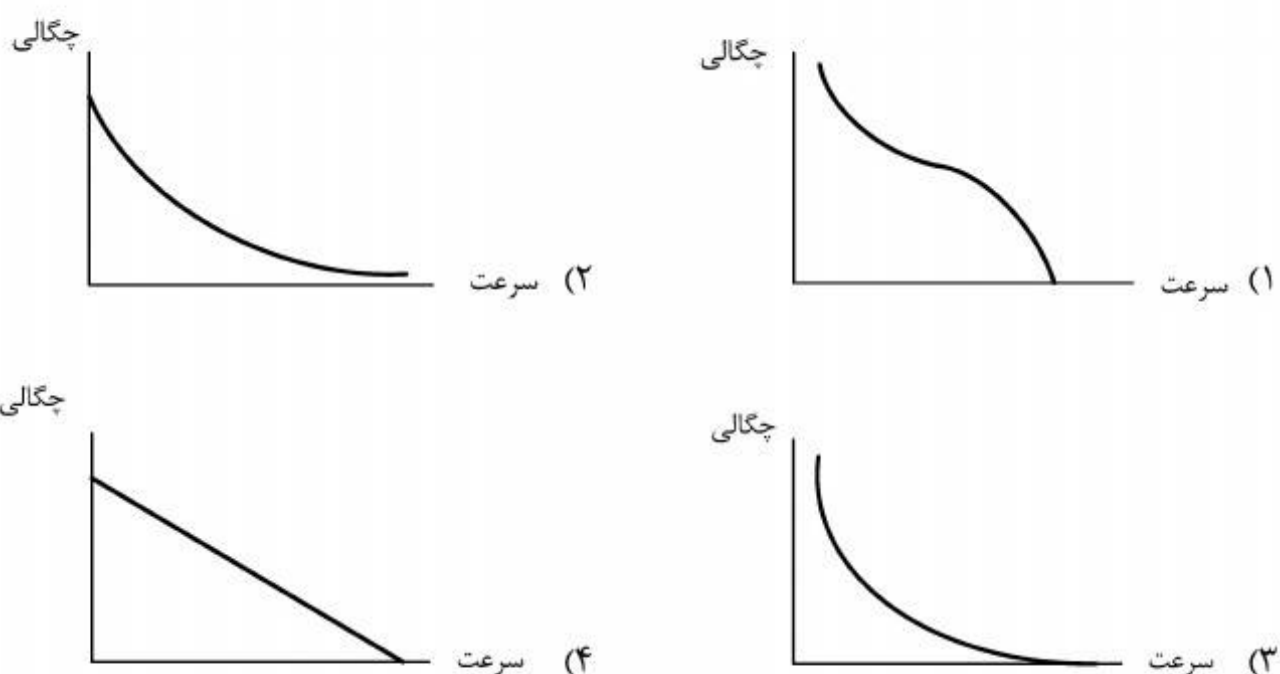 چگالی
سرعت (۱
چگالی
سرعت (۲
چگالی
سرعت (۳
چگالی
سرعت (۴